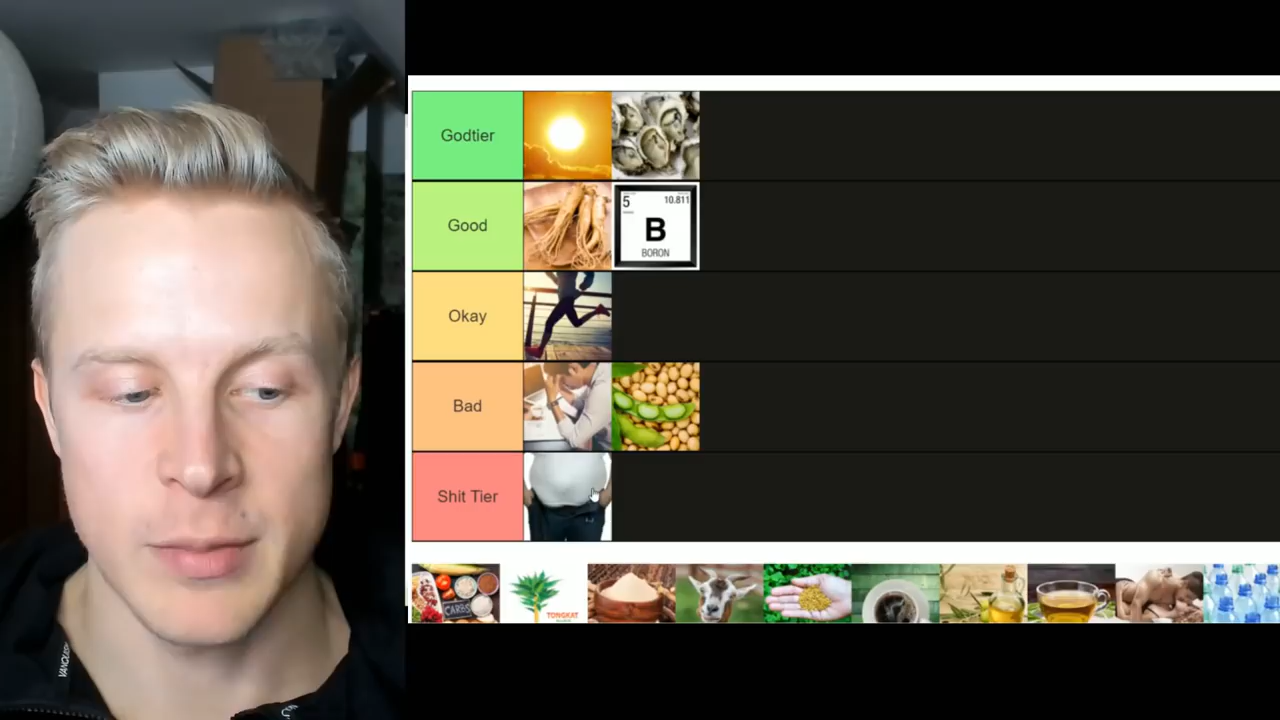 Godtier
Good
5
10.811
B
BORON
Okay
Bad
Shit Tier
CARBS
TONGKAT